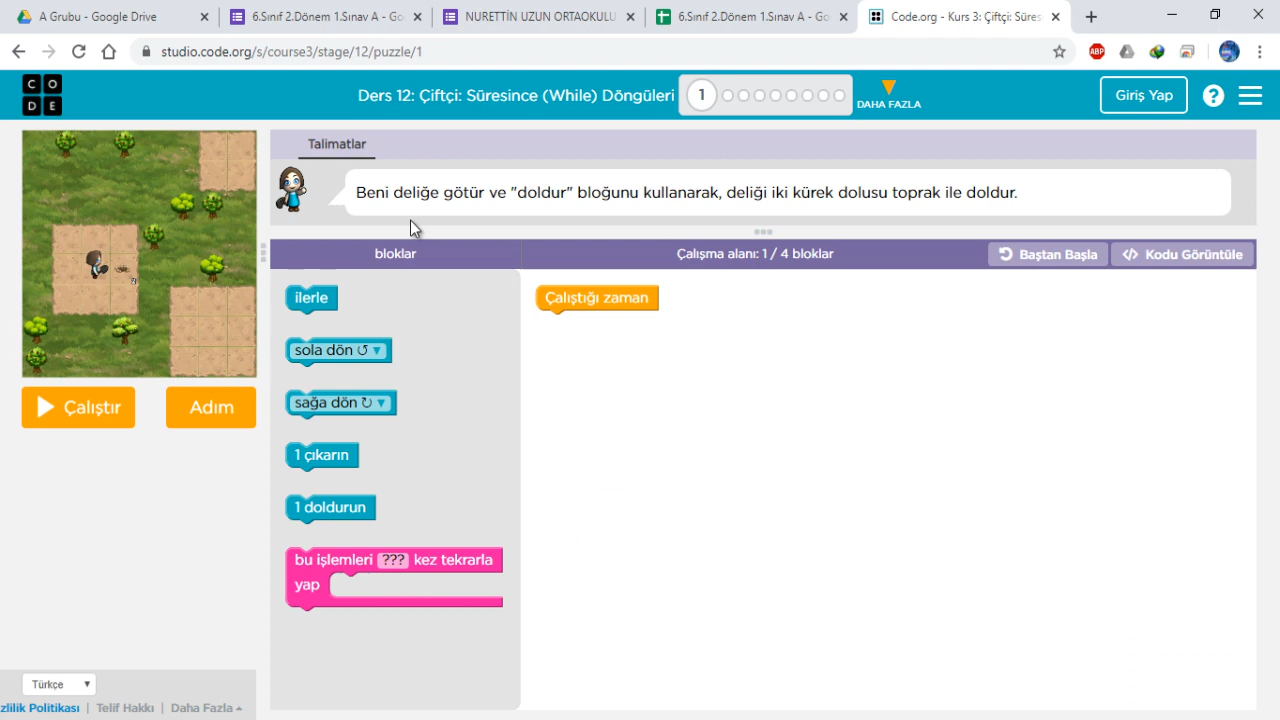 A Grubu - Google Drive
6.Sınıf 2.Dönem 1.Sınav A - G
NURETTİN UZUN ORTAOKULU
6.Sınıf 2.Dönem 1.Sınav A - Go
Code.org - Kurs 3: Çiftçi: Süres
studio.code.org/s/course3/stage/12/puzzle/1
ABP
C O
D E
Ders 12: Çiftçi: Süresince (While) Döngüleri
1
DAHA FAZLA
Giriş Yap
?
Talimatlar
Beni deliğe götür ve "doldur" bloğunu kullanarak, deliği iki kürek dolusu toprak ile doldur.
bloklar
Çalışma alanı: 1 / 4 bloklar
Baştan Başla
Kodu Görüntüle
ilerle
Çalıştığı zaman
sola dön
sağa dön
1 çıkarın
1 doldurun
bu işlemleri ??? kez tekrarla
yap
Çalıştır
Adım
Türkçe
zlilik Politikası | Telif Hakkı | Daha Fazla